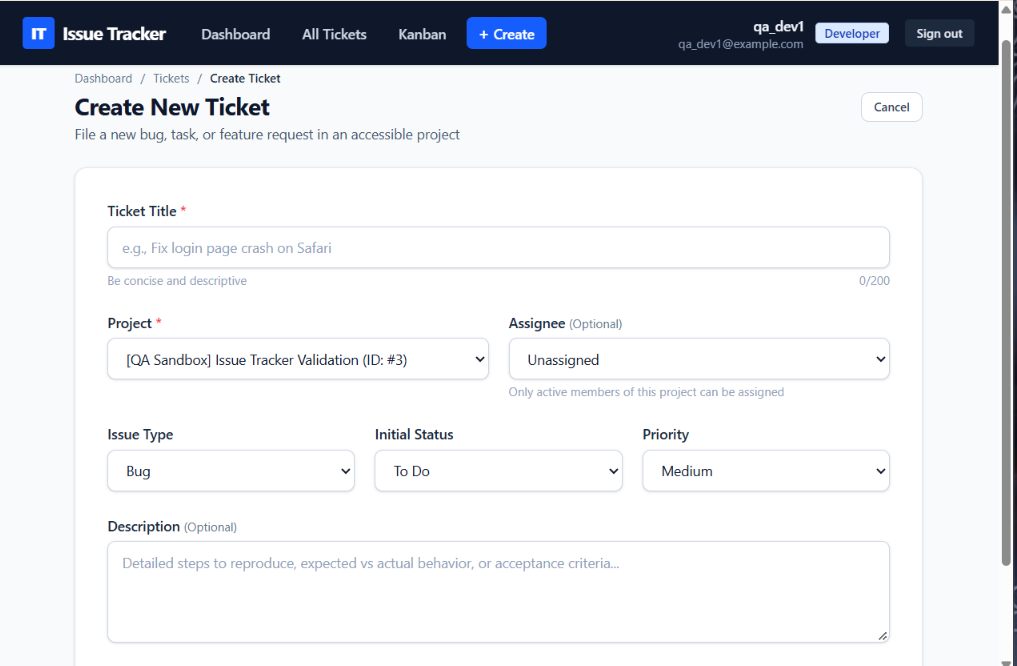 IT Issue Tracker Dashboard All Tickets Kanban + Create qa_dev1 Developer Sign out
qa_dev1@example.com
Dashboard / Tickets / Create Ticket
Create New Ticket
Cancel
File a new bug, task, or feature request in an accessible project
Ticket Title *
e.g., Fix login page crash on Safari
Be concise and descriptive 0/200
Project * Assignee (Optional)
[QA Sandbox] Issue Tracker Validation (ID: #3) Unassigned
Only active members of this project can be assigned
Issue Type Initial Status Priority
Bug To Do Medium
Description (Optional)
Detailed steps to reproduce, expected vs actual behavior, or acceptance criteria...